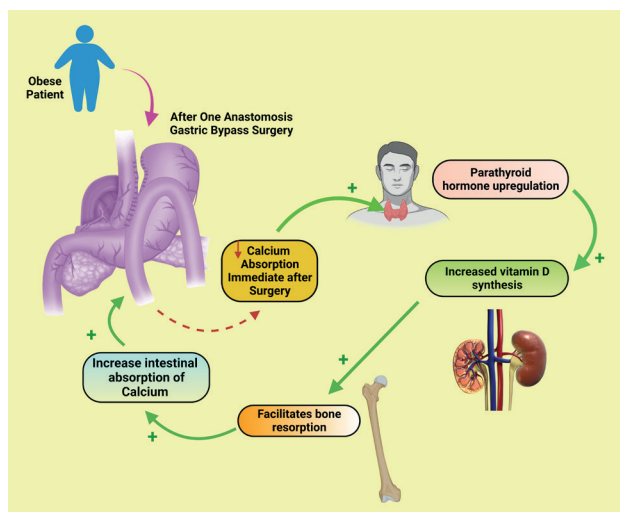 Obese
Patient
After One Anastomosis
Gastric Bypass Surgery
+
Parathyroid
hormone upregulation
Calcium
Absorption
Immediate after
Surgery
+
Increased vitamin D
synthesis
+
+
Increase intestinal
absorption of
Calcium
Facilitates bone
resorption
+